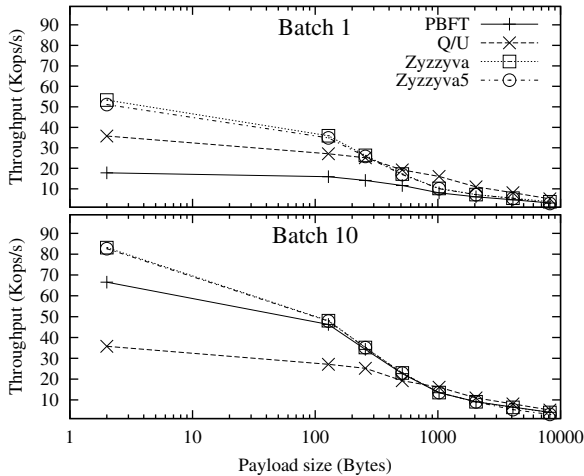 Batch 1
PBFT
Q/U
Zyzzyva
Zyzzyva5
Throughput (Kops/s)
90
80
70
60
50
40
30
20
10
Batch 10
Throughput (Kops/s)
90
80
70
60
50
40
30
20
10
1 10 100 1000 10000
Payload size (Bytes)